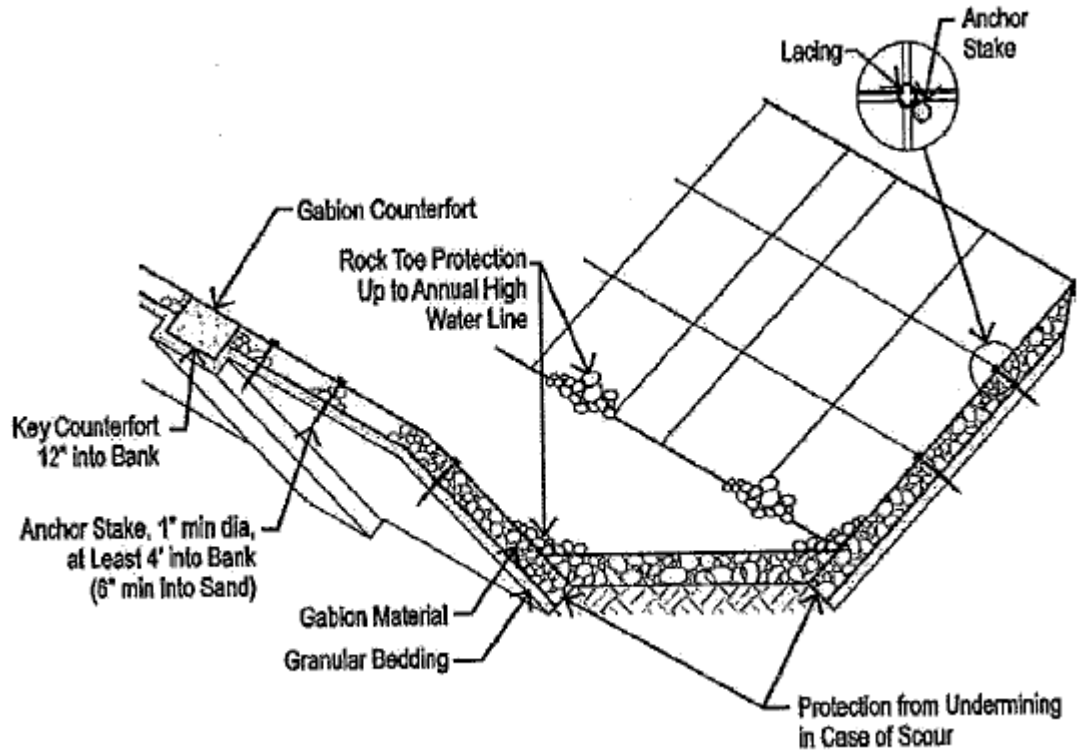 Anchor
Stake
Lacing
Gabion Counterfort
Rock Toe Protection
Up to Annual High
Water Line
Key Counterfort
12" into Bank
Anchor Stake, 1" min dia,
at Least 4' into Bank
(6" min into Sand)
Gabion Material
Granular Bedding
Protection from Undermining
in Case of Scour